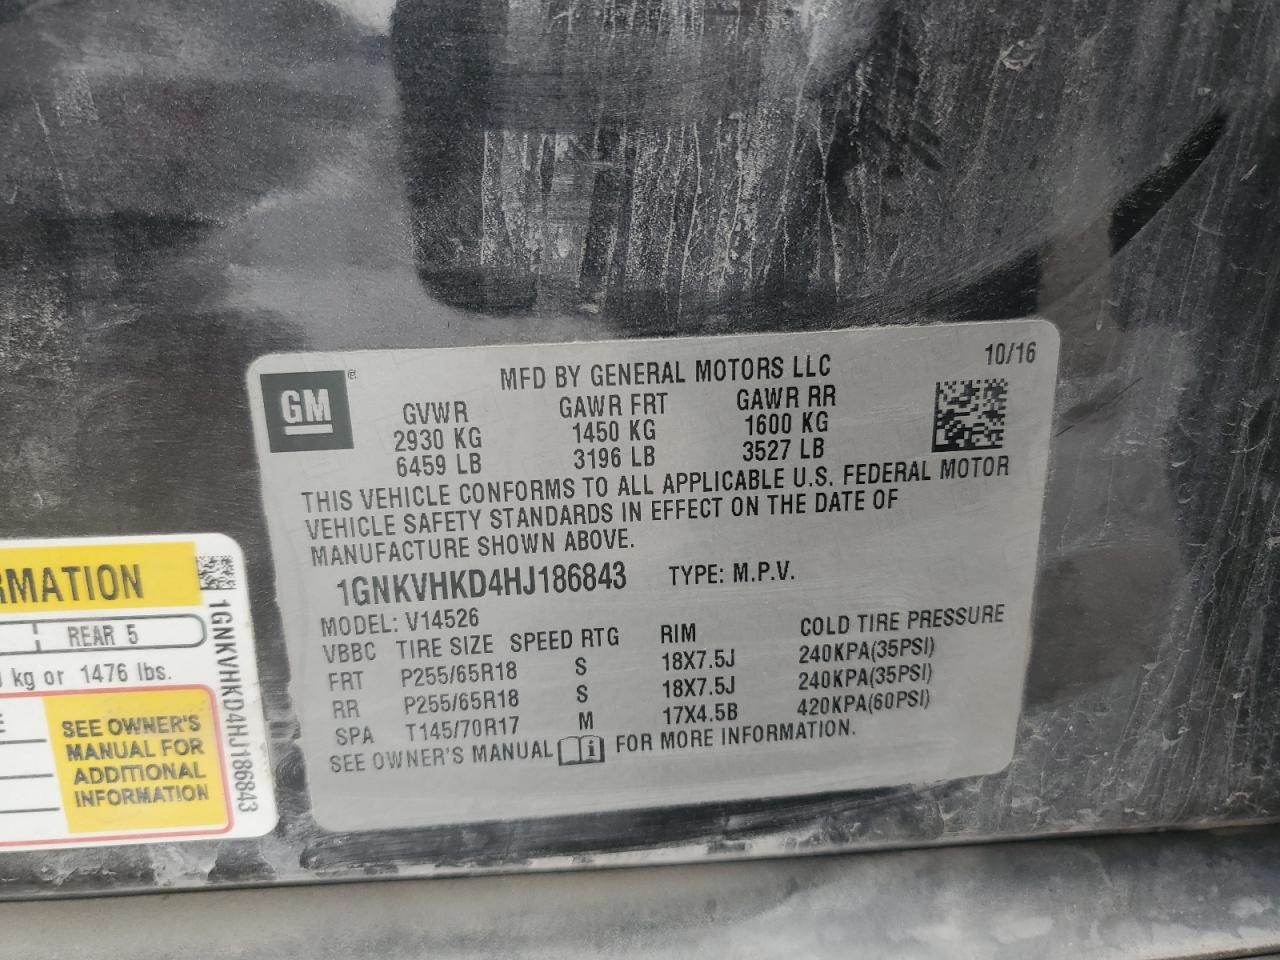 GM
MFD BY GENERAL MOTORS LLC
10/16
GVWR GAWR FRT GAWR RR
2930 KG 1450 KG 1600 KG
6459 LB 3196 LB 3527 LB
THIS VEHICLE CONFORMS TO ALL APPLICABLE U.S. FEDERAL MOTOR
VEHICLE SAFETY STANDARDS IN EFFECT ON THE DATE OF
MANUFACTURE SHOWN ABOVE.
1GNKVHKD4HJ186843 TYPE: M.P.V.
MODEL: V14526
VBBC TIRE SIZE SPEED RTG RIM COLD TIRE PRESSURE
FRT P255/65R18 S 18X7.5J 240KPA(35PSI)
RR P255/65R18 S 18X7.5J 240KPA(35PSI)
SPA T145/70R17 M 17X4.5B 420KPA(60PSI)
SEE OWNER'S MANUAL i FOR MORE INFORMATION.
RMATION
REAR 5
kg or 1476 lbs.
E
SEE OWNER'S
MANUAL FOR
ADDITIONAL
INFORMATION
1GNKVHKD4HJ186843